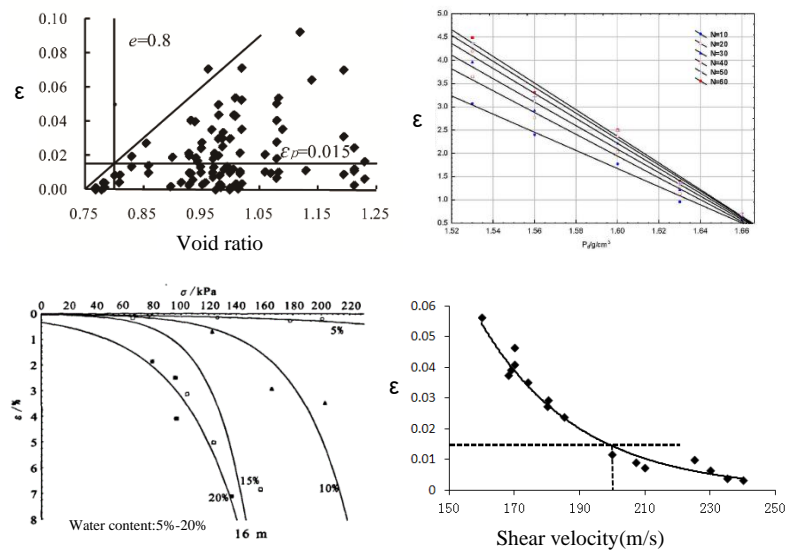 0.10
0.08
0.06
0.04
0.02
0.00
ε
e=0.8
εp=0.015
0.75 0.85 0.95 1.05 1.15 1.25
Void ratio
5.0
4.5
4.0
3.5
3.0
2.5
2.0
1.5
1.0
0.5
ε
N=10
N=20
N=30
N=40
N=50
N=60
1.52 1.54 1.56 1.58 1.60 1.62 1.64 1.66
Pd/g/cm³
σ/kPa
0 20 40 60 80 100 120 140 160 180 200 220
0
1
2
3
4
5
6
7
8
ε/%
5%
10%
15%
20%
16 m
Water content:5%-20%
0.06
0.05
0.04
0.03
0.02
0.01
0
ε
150 170 190 210 230 250
Shear velocity(m/s)